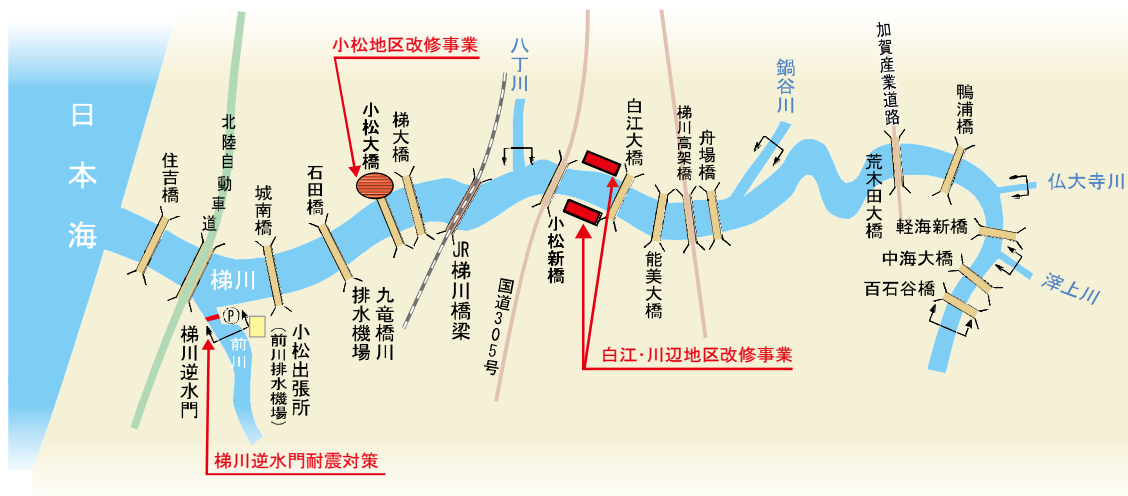 日本海
住吉橋
北陸自動車道
城南橋
石田橋
小松地区改修事業
小松大橋
梯大橋
八丁川
白江大橋
梯川高架橋
舟場橋
鍋谷川
加賀産業道路
鴨浦橋
仏大寺川
荒木田大橋
軽海新橋
中海大橋
百石谷橋
滓上川
梯川
P
前川
梯川逆水門
小松出張所
(前川排水機場)
九竜橋川
排水機場
JR梯川橋梁
国道305号
小松新橋
能美大橋
白江・川辺地区改修事業
梯川逆水門耐震対策